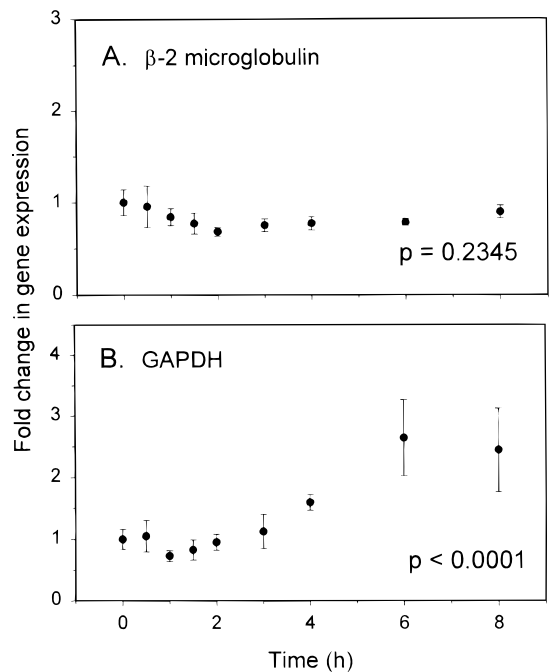 Fold change in gene expression
3
A. β-2 microglobulin
2
1
p = 0.2345
0
4
B. GAPDH
3
2
1
p < 0.0001
0
0 2 4 6 8
Time (h)